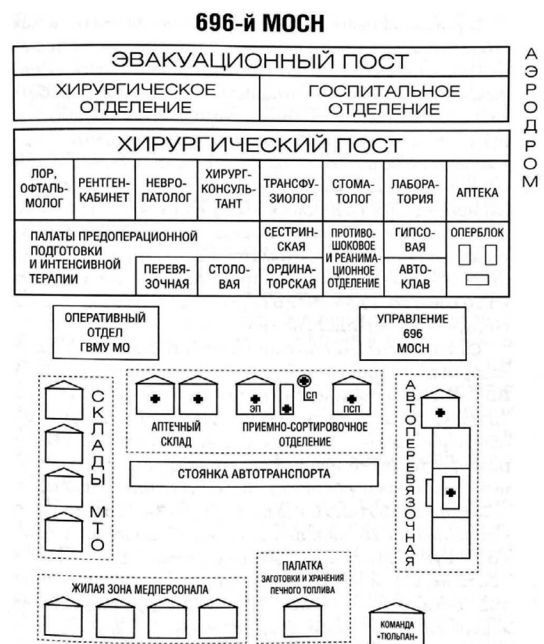 696-й МОСН
ЭВАКУАЦИОННЫЙ ПОСТ
ХИРУРГИЧЕСКОЕ
ОТДЕЛЕНИЕ
ГОСПИТАЛЬНОЕ
ОТДЕЛЕНИЕ
АЭРОДРОМ
ХИРУРГИЧЕСКИЙ ПОСТ
ЛОР,
ОФТАЛЬ-
МОЛОГ
РЕНТГЕН-
КАБИНЕТ
НЕВРО-
ПАТОЛОГ
ХИРУРГ-
КОНСУЛЬ-
ТАНТ
ТРАНСФУ-
ЗИОЛОГ
СТОМА-
ТОЛОГ
ЛАБОРА-
ТОРИЯ
АПТЕКА
ПАЛАТЫ ПРЕДОПЕРАЦИОННОЙ
ПОДГОТОВКИ
И ИНТЕНСИВНОЙ
ТЕРАПИИ
ПЕРЕВЯ-
ЗОЧНАЯ
СТОЛО-
ВАЯ
СЕСТРИН-
СКАЯ
ОРДИНА-
ТОРСКАЯ
ПРОТИВО-
ШОКОВОЕ
И РЕАНИМА-
ЦИОННОЕ
ОТДЕЛЕНИЕ
ГИПСО-
ВАЯ
АВТО-
КЛАВ
ОПЕРБЛОК
ОПЕРАТИВНЫЙ
ОТДЕЛ
ГВМУ МО
УПРАВЛЕНИЕ
696
МОСН
СКЛАДЫ МТО
ЭП
СП
ПСП
АПТЕЧНЫЙ
СКЛАД
ПРИЕМНО-СОРТИРОВОЧНОЕ
ОТДЕЛЕНИЕ
АВТОПЕРЕВЯЗОЧНАЯ
СТОЯНКА АВТОТРАНСПОРТА
ЖИЛАЯ ЗОНА МЕДПЕРСОНАЛА
ПАЛАТКА
ЗАГОТОВКИ И ХРАНЕНИЯ
ПЕЧНОГО ТОПЛИВА
КОМАНДА
«ТЮЛЬПАН»